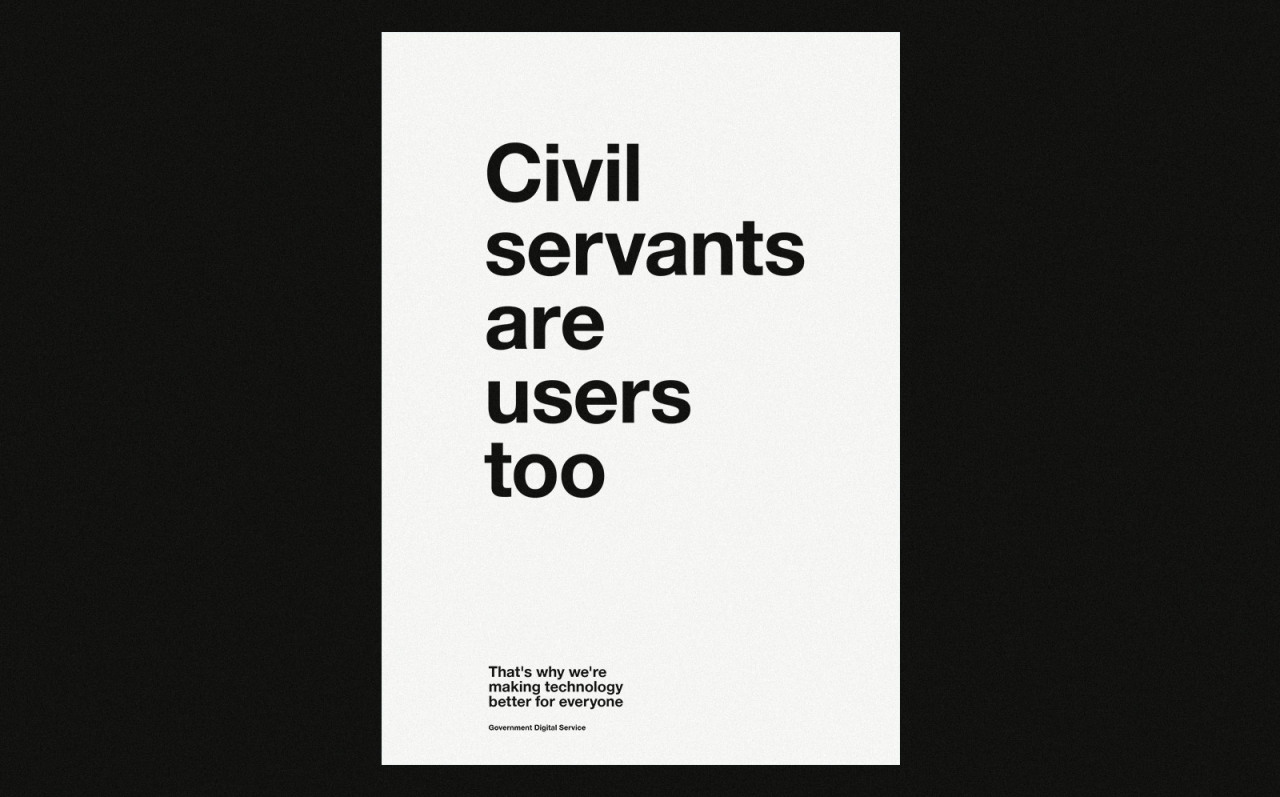 Civil
servants
are
users
too
That's why we're
making technology
better for everyone
Government Digital Service